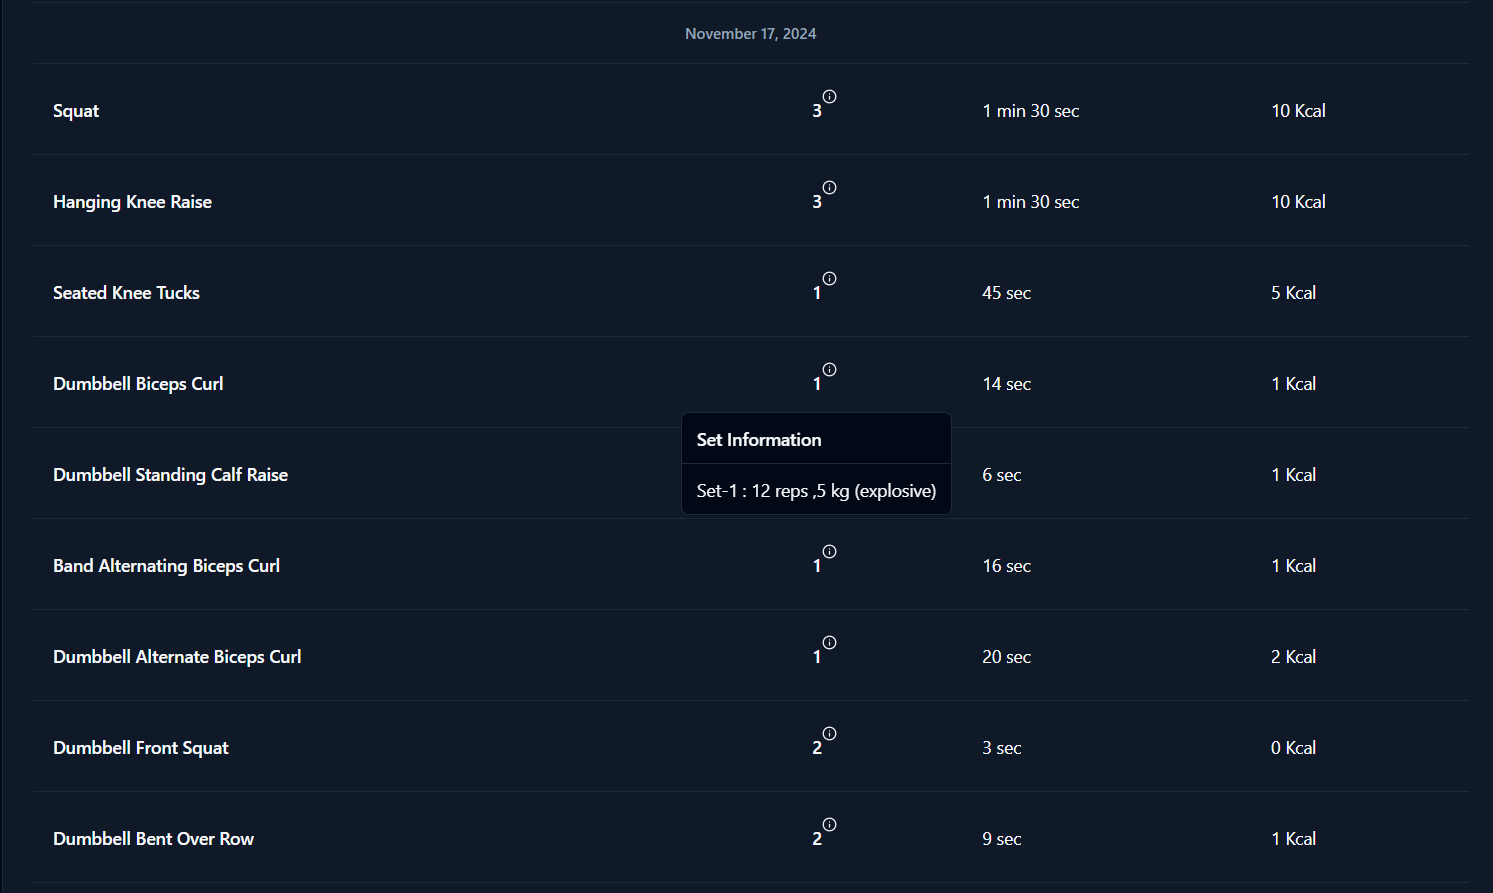 November 17, 2024
Squat 3 1 min 30 sec 10 Kcal
Hanging Knee Raise 3 1 min 30 sec 10 Kcal
Seated Knee Tucks 1 45 sec 5 Kcal
Dumbbell Biceps Curl 1 14 sec 1 Kcal
Set Information
Dumbbell Standing Calf Raise 6 sec 1 Kcal
Set-1 : 12 reps ,5 kg (explosive)
Band Alternating Biceps Curl 1 16 sec 1 Kcal
Dumbbell Alternate Biceps Curl 1 20 sec 2 Kcal
Dumbbell Front Squat 2 3 sec 0 Kcal
Dumbbell Bent Over Row 2 9 sec 1 Kcal